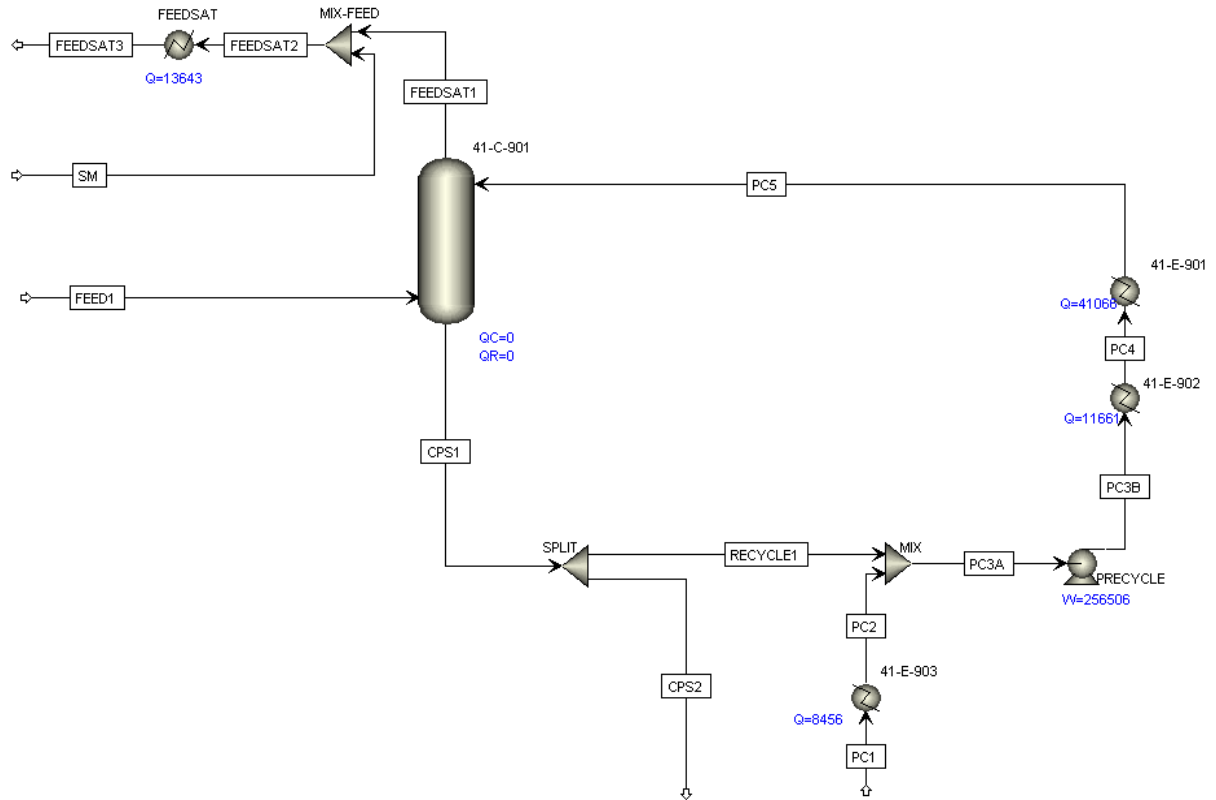 FEEDSAT
MIX-FEED
FEEDSAT3
FEEDSAT2
Q=13643
FEEDSAT1
41-C-901
SM
PC5
41-E-901
FEED1
Q=41066
QC=0
QR=0
PC4
41-E-902
Q=11661
CPS1
PC3B
SPLIT
RECYCLE1
MIX
PC3A
PRECYCLE
W=256506
PC2
41-E-903
CPS2
Q=8456
PC1